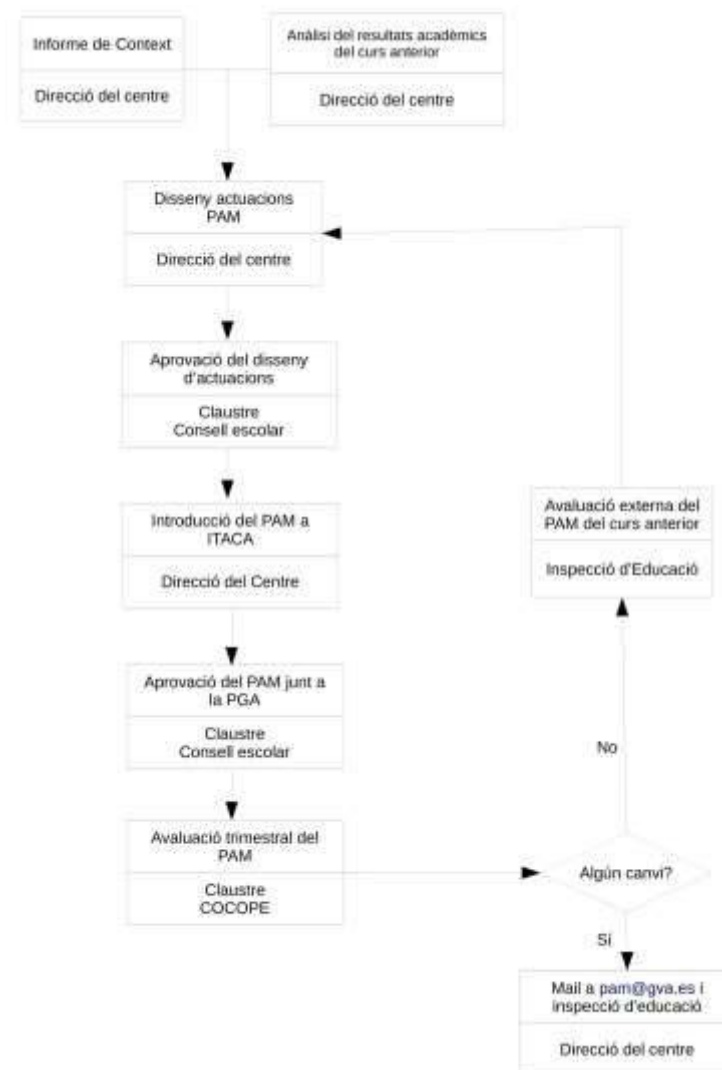 Informe de Context
Direcció del centre
Anàlisi del resultats acadèmics
del curs anterior
Direcció del centre
Disseny actuacions
PAM
Direcció del centre
Aprovació del disseny
d'actuacions
Claustre
Consell escolar
Introducció del PAM a
ITACA
Direcció del Centre
Aprovació del PAM junt a
la PGA
Claustre
Consell escolar
Avaluació trimestral del
PAM
Claustre
COCOPE
Avaluació externa del
PAM del curs anterior
Inspecció d'Educació
No
Algún canvi?
Si
Mail a pam@gva.es i
inspecció d'educació
Direcció del centre